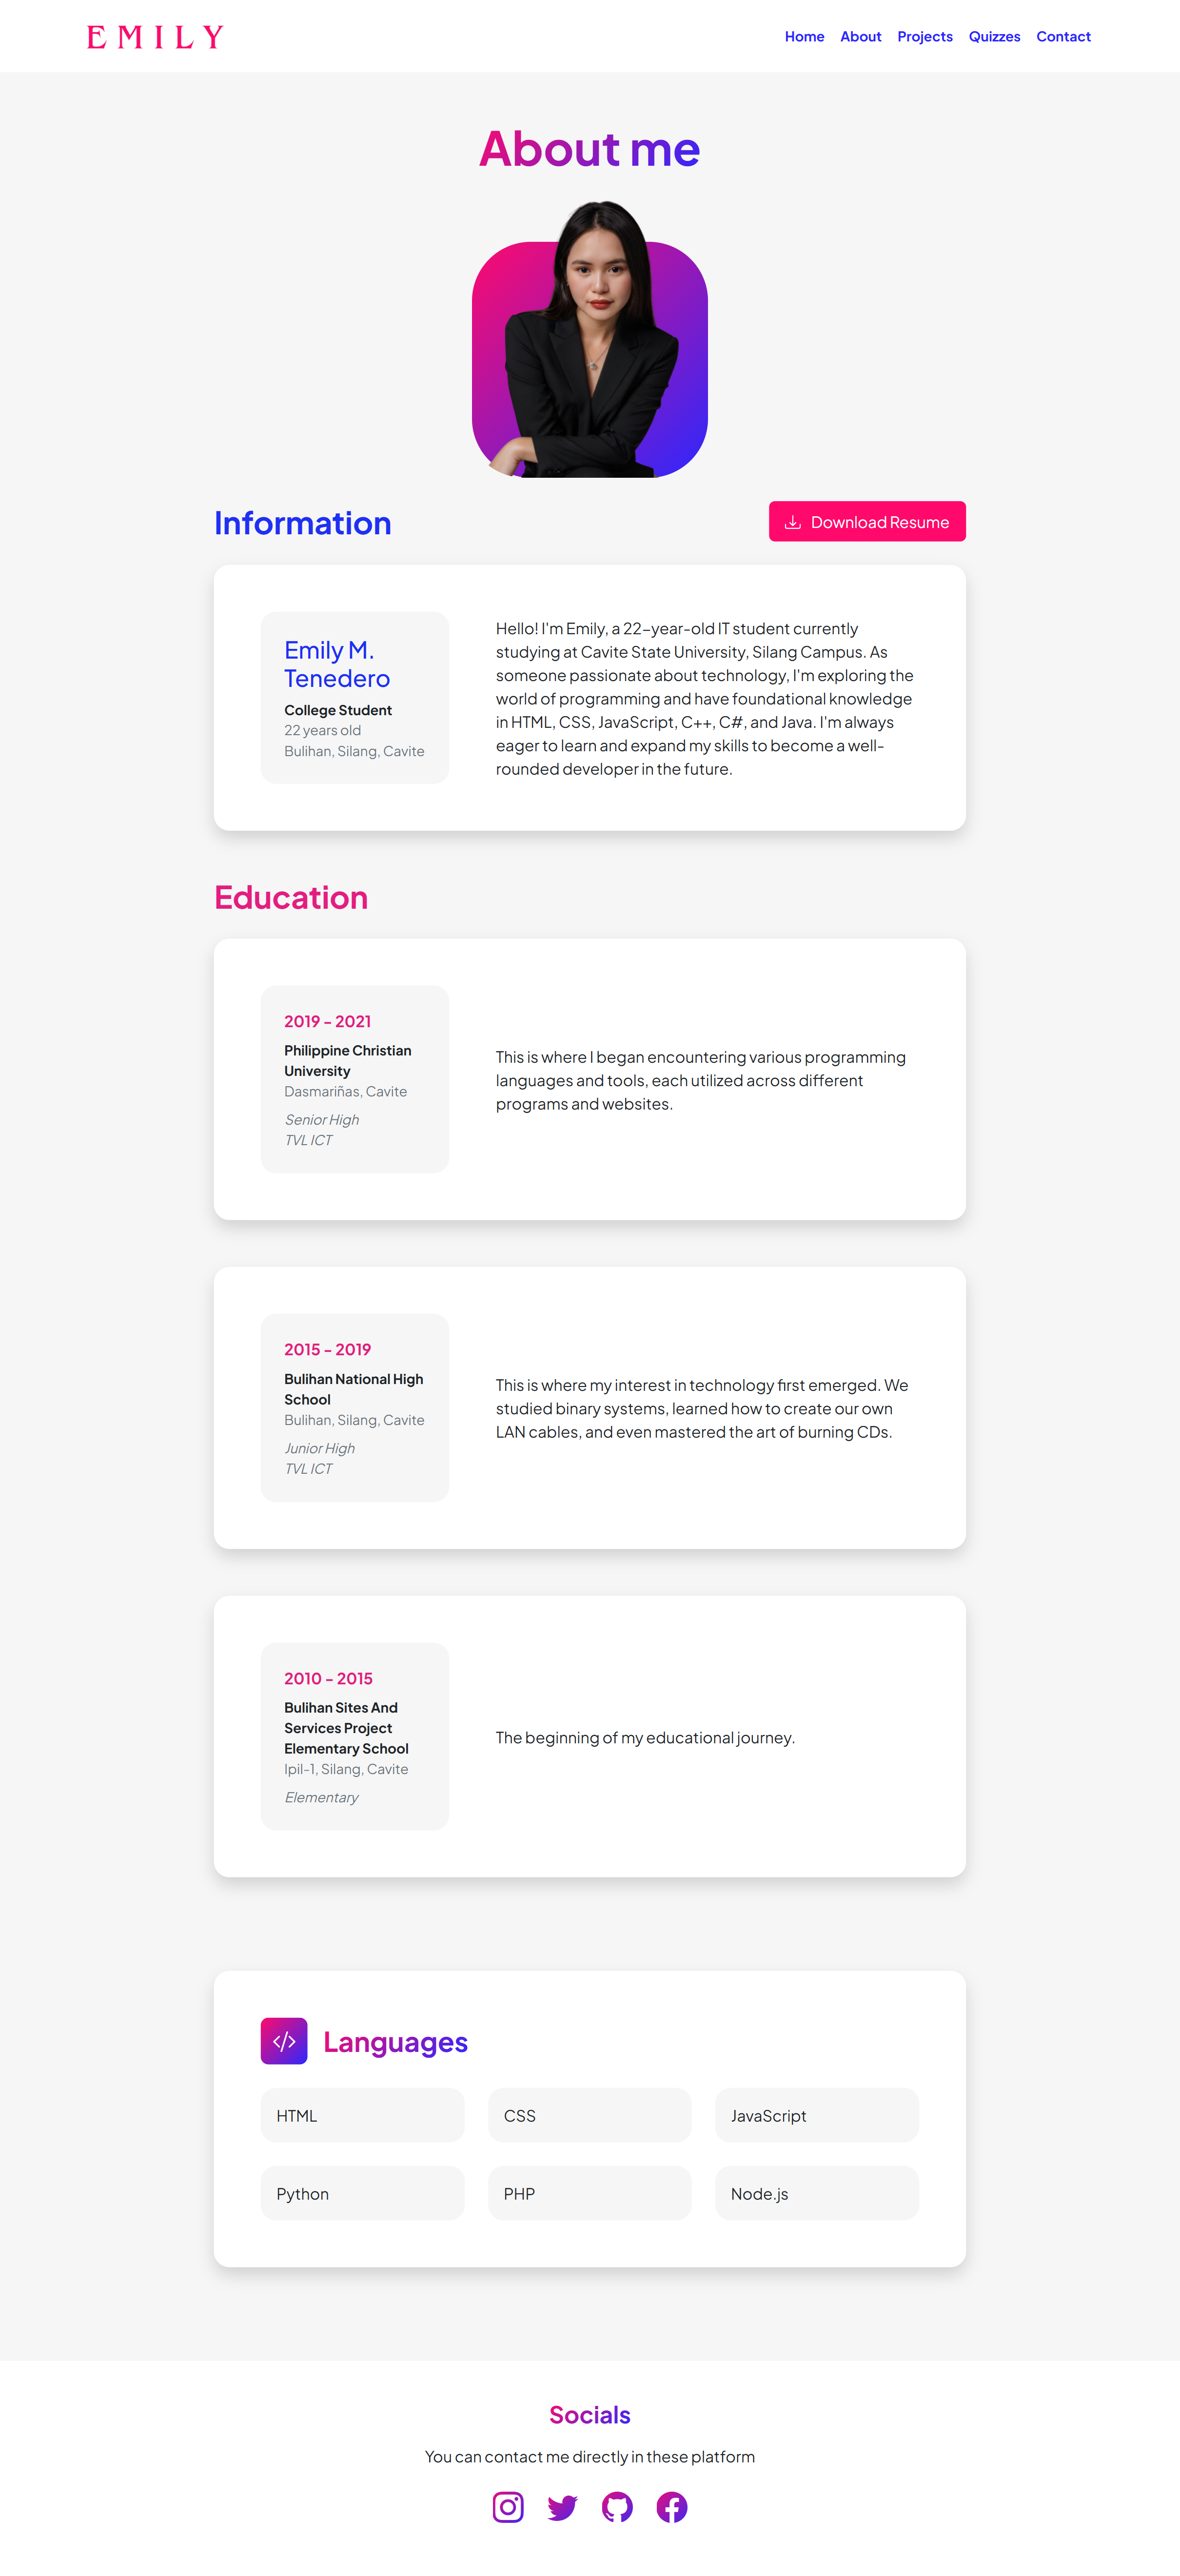 EMILY
Home About Projects Quizzes Contact
About me
Information
Download Resume
Emily M.
Tenedero
College Student
22 years old
Bulihan, Silang, Cavite
Hello! I'm Emily, a 22–year-old IT student currently
studying at Cavite State University, Silang Campus. As
someone passionate about technology, I'm exploring the
world of programming and have foundational knowledge
in HTML, CSS, JavaScript, C++, C#, and Java. I'm always
eager to learn and expand my skills to become a well-
rounded developer in the future.
Education
2019 - 2021
Philippine Christian
University
Dasmariñas, Cavite
Senior High
TVL ICT
This is where I began encountering various programming
languages and tools, each utilized across different
programs and websites.
2015 - 2019
Bulihan National High
School
Bulihan, Silang, Cavite
Junior High
TVL ICT
This is where my interest in technology first emerged. We
studied binary systems, learned how to create our own
LAN cables, and even mastered the art of burning CDs.
2010 - 2015
Bulihan Sites And
Services Project
Elementary School
Ipil-1, Silang, Cavite
Elementary
The beginning of my educational journey.
Languages
HTML
CSS
JavaScript
Python
PHP
Node.js
Socials
You can contact me directly in these platform